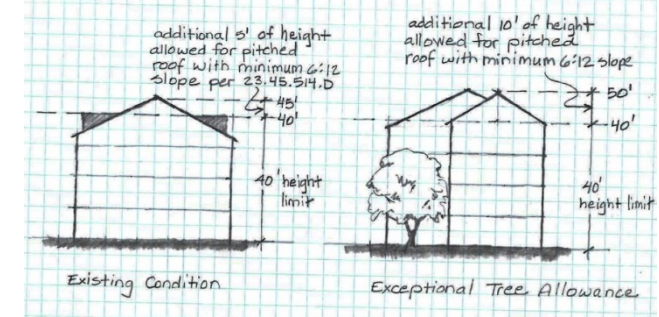 additional 5' of height
allowed for pitched
roof with minimum 6:12
slope per 23.45.514.D
45'
40'
40' height
limit
Existing Condition
additional 10' of height
allowed for pitched
roof with minimum 6:12 slope
50'
40'
40'
height limit
Exceptional Tree Allowance